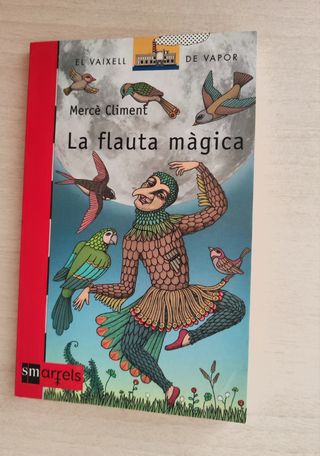 EL VAIXELL DE VAPOR
Mercè Climent
La flauta màgica
sm arrels